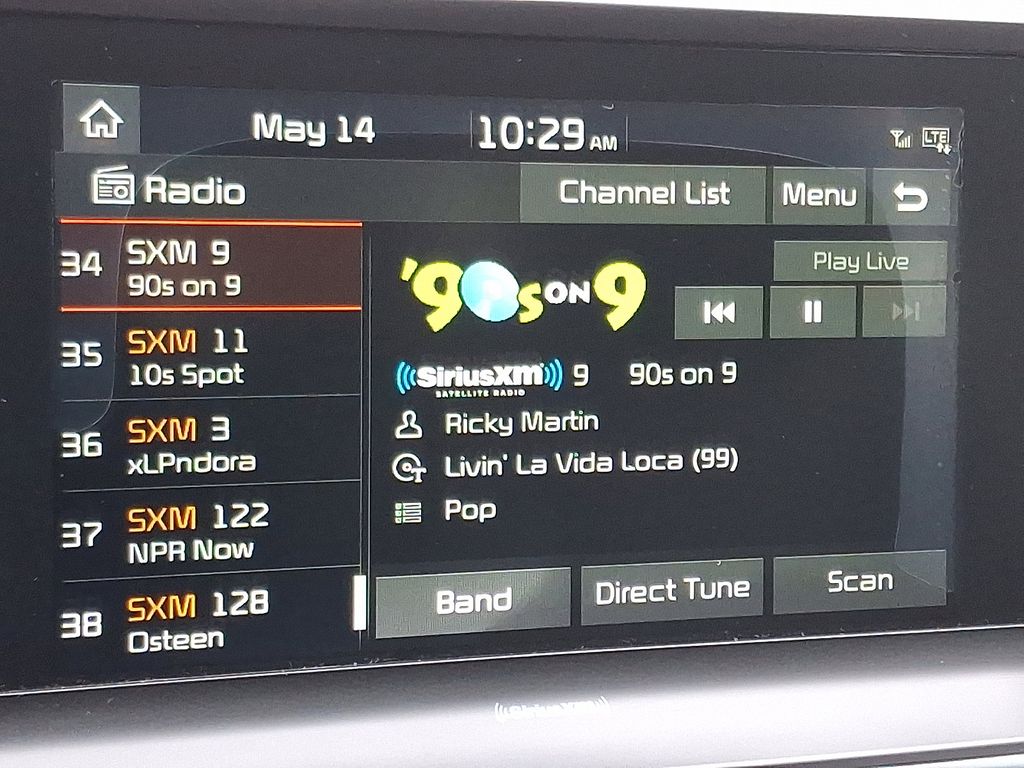 May 14 10:29 AM LTE
Radio Channel List Menu
34 SXM 9
90s on 9
35 SXM 11
10s Spot
36 SXM 3
xLPndora
37 SXM 122
NPR Now
38 SXM 128
Osteen
Play Live
'90s ON 9
SiriusXM 9 90s on 9
SATELLITE RADIO
Ricky Martin
Livin' La Vida Loca (99)
Pop
Band Direct Tune Scan
SiriusXM